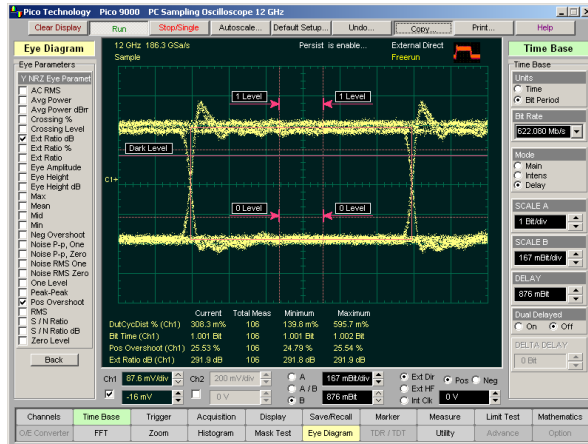 Pico Technology Pico 9000 PC Sampling Oscilloscope 12 GHz
Clear Display Run Stop/Single Autoscale... Default Setup... Undo... Copy... Print... Help
Eye Diagram
Eye Parameters
Y NRZ Eye Paramet
AC RMS
Avg Power
Avg Power dBm
Crossing %
Crossing Level
Ext Ratio dB
Ext Ratio %
Ext Ratio
Eye Amplitude
Eye Height
Eye Height dB
Max
Mean
Mid
Min
Neg Overshoot
Noise P-p, One
Noise P-p, Zero
Noise RMS One
Noise RMS Zero
One Level
Peak-Peak
Pos Overshoot
RMS
S / N Ratio
S / N Ratio dB
Zero Level
Back
12 GHz 186.3 GSa/s Persist is enable... External Direct
Sample Freerun
1 Level 1 Level
Dark Level
C1+
0 Level 0 Level
Current Total Meas Minimum Maximum
DutCycDist % (Ch1) 308.3 m% 106 139.8 m% 595.7 m%
Bit Time (Ch1) 1.001 Bit 106 1.001 Bit 1.002 Bit
Pos Overshoot (Ch1) 25.53 % 106 24.79 % 25.54 %
Ext Ratio dB (Ch1) 291.9 dB 106 291.8 dB 291.9 dB
Time Base
Time Base
Units
Time
Bit Period
Bit Rate
622.080 Mb/s
Mode
Main
Intens
Delay
SCALE A
1 Bit/div
SCALE B
167 mBit/div
DELAY
876 mBit
Dual Delayed
On Off
DELTA DELAY
0 Bit
Ch1 87.6 mV/div Ch2 200 mV/div A 167 mBit/div Ext Dir Pos Neg
A / B Ext HF
-16 mV 0 V B 876 mBit Int Clk 0 V
Channels Time Base Trigger Acquisition Display Save/Recall Marker Measure Limit Test Mathematics
O/E Converter FFT Zoom Histogram Mask Test Eye Diagram TDR / TDT Utility Advance Option